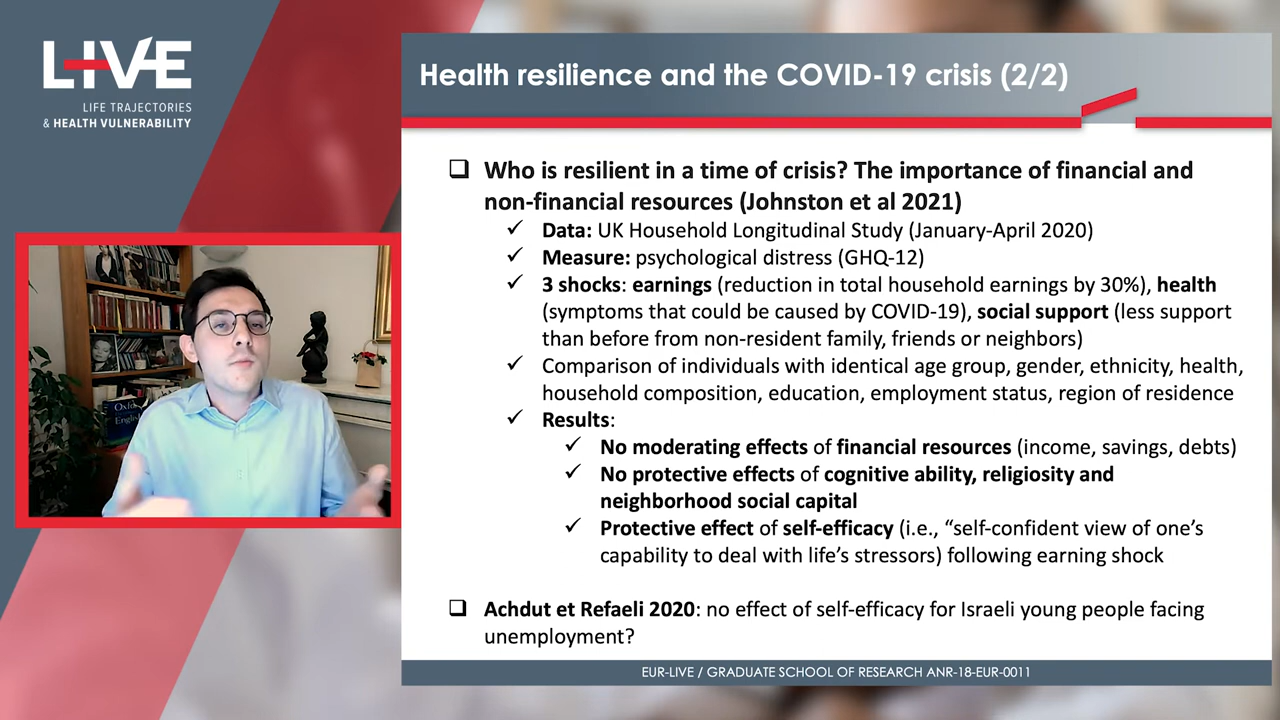 LIVE
LIFE TRAJECTORIES
& HEALTH VULNERABILITY
Health resilience and the COVID-19 crisis (2/2)
Who is resilient in a time of crisis? The importance of financial and
non-financial resources (Johnston et al 2021)
Data: UK Household Longitudinal Study (January-April 2020)
Measure: psychological distress (GHQ-12)
3 shocks: earnings (reduction in total household earnings by 30%), health
(symptoms that could be caused by COVID-19), social support (less support
than before from non-resident family, friends or neighbors)
Comparison of individuals with identical age group, gender, ethnicity, health,
household composition, education, employment status, region of residence
Results:
No moderating effects of financial resources (income, savings, debts)
No protective effects of cognitive ability, religiosity and
neighborhood social capital
Protective effect of self-efficacy (i.e., “self-confident view of one’s
capability to deal with life’s stressors) following earning shock
Achdut et Refaeli 2020: no effect of self-efficacy for Israeli young people facing
unemployment?
EUR-LIVE / GRADUATE SCHOOL OF RESEARCH ANR-18-EUR-0011